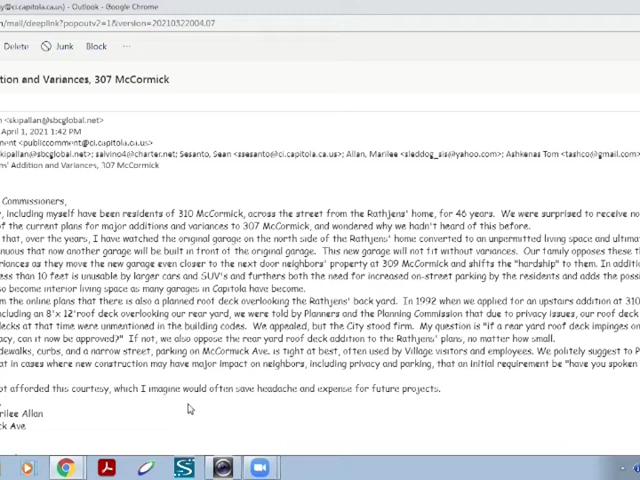 y@ci.capitola.ca.us) - Outlook - Google Chrome
m/mail/deeplink?popoutv2=1&version=20210322004.07
Delete Junk Block ...
tion and Variances, 307 McCormick
n <skipallan@sbcglobal.net>
April 1, 2021 1:42 PM
ment <publiccomment@ci.capitola.ca.us>
skipallan@sbcglobal.net>; salvino4@charter.net; Sesanto, Sean <ssesanto@ci.capitola.ca.us>; Allan, Marilee <sleddog_sis@yahoo.com>; Ashkenas Tom <tashco@gmail.com>
ns' Addition and Variances, 307 McCormick
Commissioners,
, including myself have been residents of 310 McCormick, across the street from the Rathjens' home, for 46 years. We were surprised to receive no
of the current plans for major additions and variances to 307 McCormick, and wondered why we hadn't heard of this before.
that, over the years, I have watched the original garage on the north side of the Rathjens' home converted to an unpermitted living space and ultima
nuous that now another garage will be built in front of the original garage. This new garage will not fit without variances. Our family opposes these
riances as they move the new garage even closer to the next door neighbors' property at 309 McCormick and shifts the "hardship" to them. In additio
ess than 10 feet is unusable by larger cars and SUV's and furthers both the need for increased on-street parking by the residents and adds the possi
so become interior living space as many garages in Capitola have become.
m the online plans that there is also a planned roof deck overlooking the Rathjens' back yard. In 1992 when we applied for an upstairs addition at 310
including an 8'x 12'roof deck overlooking our rear yard, we were told by Planners and the Planning Commission that due to privacy issues, our roof deck
decks at that time were unmentioned in the building codes. We appealed, but the City stood firm. My question is "if a rear yard roof deck impinges on
acy, can it now be approved?" If not, we also oppose the rear yard roof deck addition to the Rathjens' plans, no matter how small.
dewalks, curbs, and a narrow street, parking on McCormick Ave. is tight at best, often used by Village visitors and employees. We politely suggest to P
at in cases where new construction may have major impact on neighbors, including privacy and parking, that an initial requirement be "have you spoken
ot afforded this courtesy, which I imagine would often save headache and expense for future projects.
rilee Allan
ck Ave